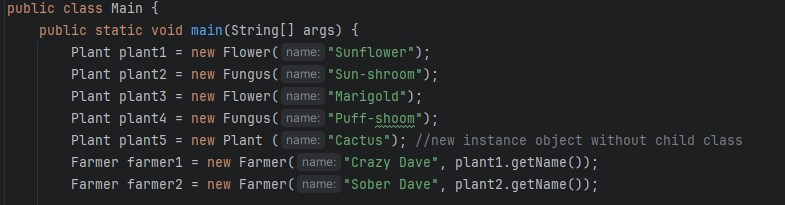 public class Main {
public static void main(String[] args) {
Plant plant1 = new Flower( name: "Sunflower");
Plant plant2 = new Fungus( name: "Sun-shroom");
Plant plant3 = new Flower( name: "Marigold");
Plant plant4 = new Fungus( name: "Puff-shoom");
Plant plant5 = new Plant ( name: "Cactus"); //new instance object without child class
Farmer farmer1 = new Farmer( name: "Crazy Dave", plant1.getName());
Farmer farmer2 = new Farmer( name: "Sober Dave", plant2.getName());